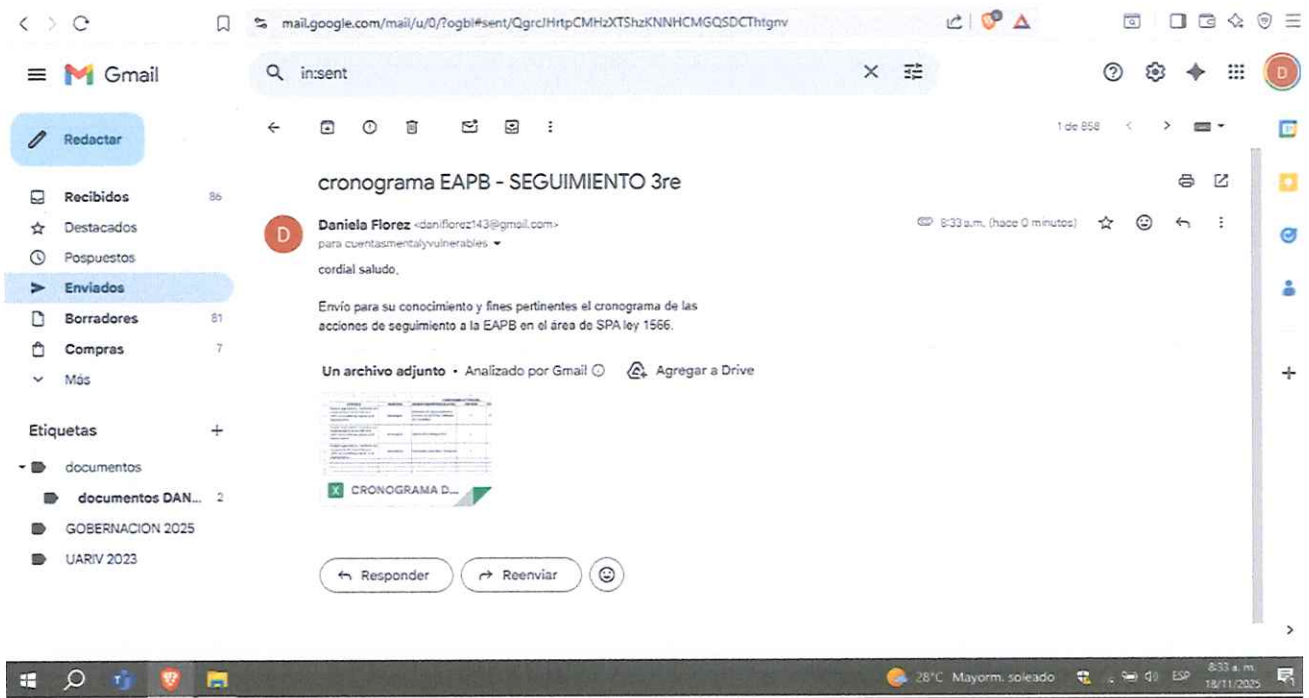 mail.google.com/mail/u/0/?ogbl#sent/QgrcJHrtpCMHzXTShzKNNHCMGQSDCThtgnv
Gmail
in:sent
D
Redactar
1 de 858
Recibidos 86
Destacados
Pospuestos
Enviados
Borradores 81
Compras 7
Más
Etiquetas
documentos
documentos DAN... 2
GOBERNACION 2025
UARIV 2023
cronograma EAPB - SEGUIMIENTO 3re
D
Daniela Florez <daniflorez143@gmail.com>
8:33 a.m. (hace 0 minutos)
para cuentasmentalyvulnerables
cordial saludo,
Envío para su conocimiento y fines pertinentes el cronograma de las
acciones de seguimiento a la EAPB en el área de SPA ley 1566.
Un archivo adjunto • Analizado por Gmail
Agregar a Drive
X CRONOGRAMA D...
Responder
Reenviar
28°C Mayorm. soleado
ESP
8:33 a. m.
18/11/2025